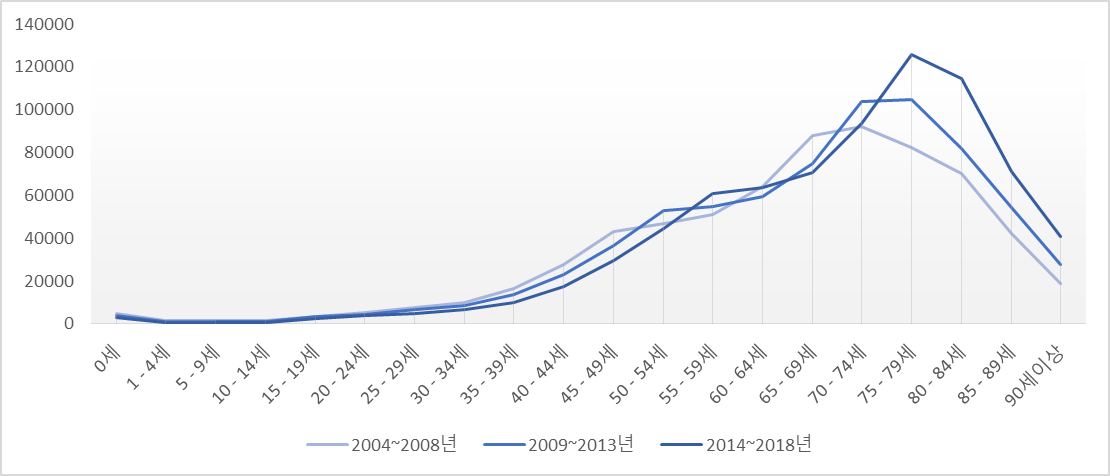 140000
120000
100000
80000
60000
40000
20000
0
0세
1 - 4세
5 - 9세
10 - 14세
15 - 19세
20 - 24세
25 - 29세
30 - 34세
35 - 39세
40 - 44세
45 - 49세
50 - 54세
55 - 59세
60 - 64세
65 - 69세
70 - 74세
75 - 79세
80 - 84세
85 - 89세
90세이상
2004~2008년 2009~2013년 2014~2018년